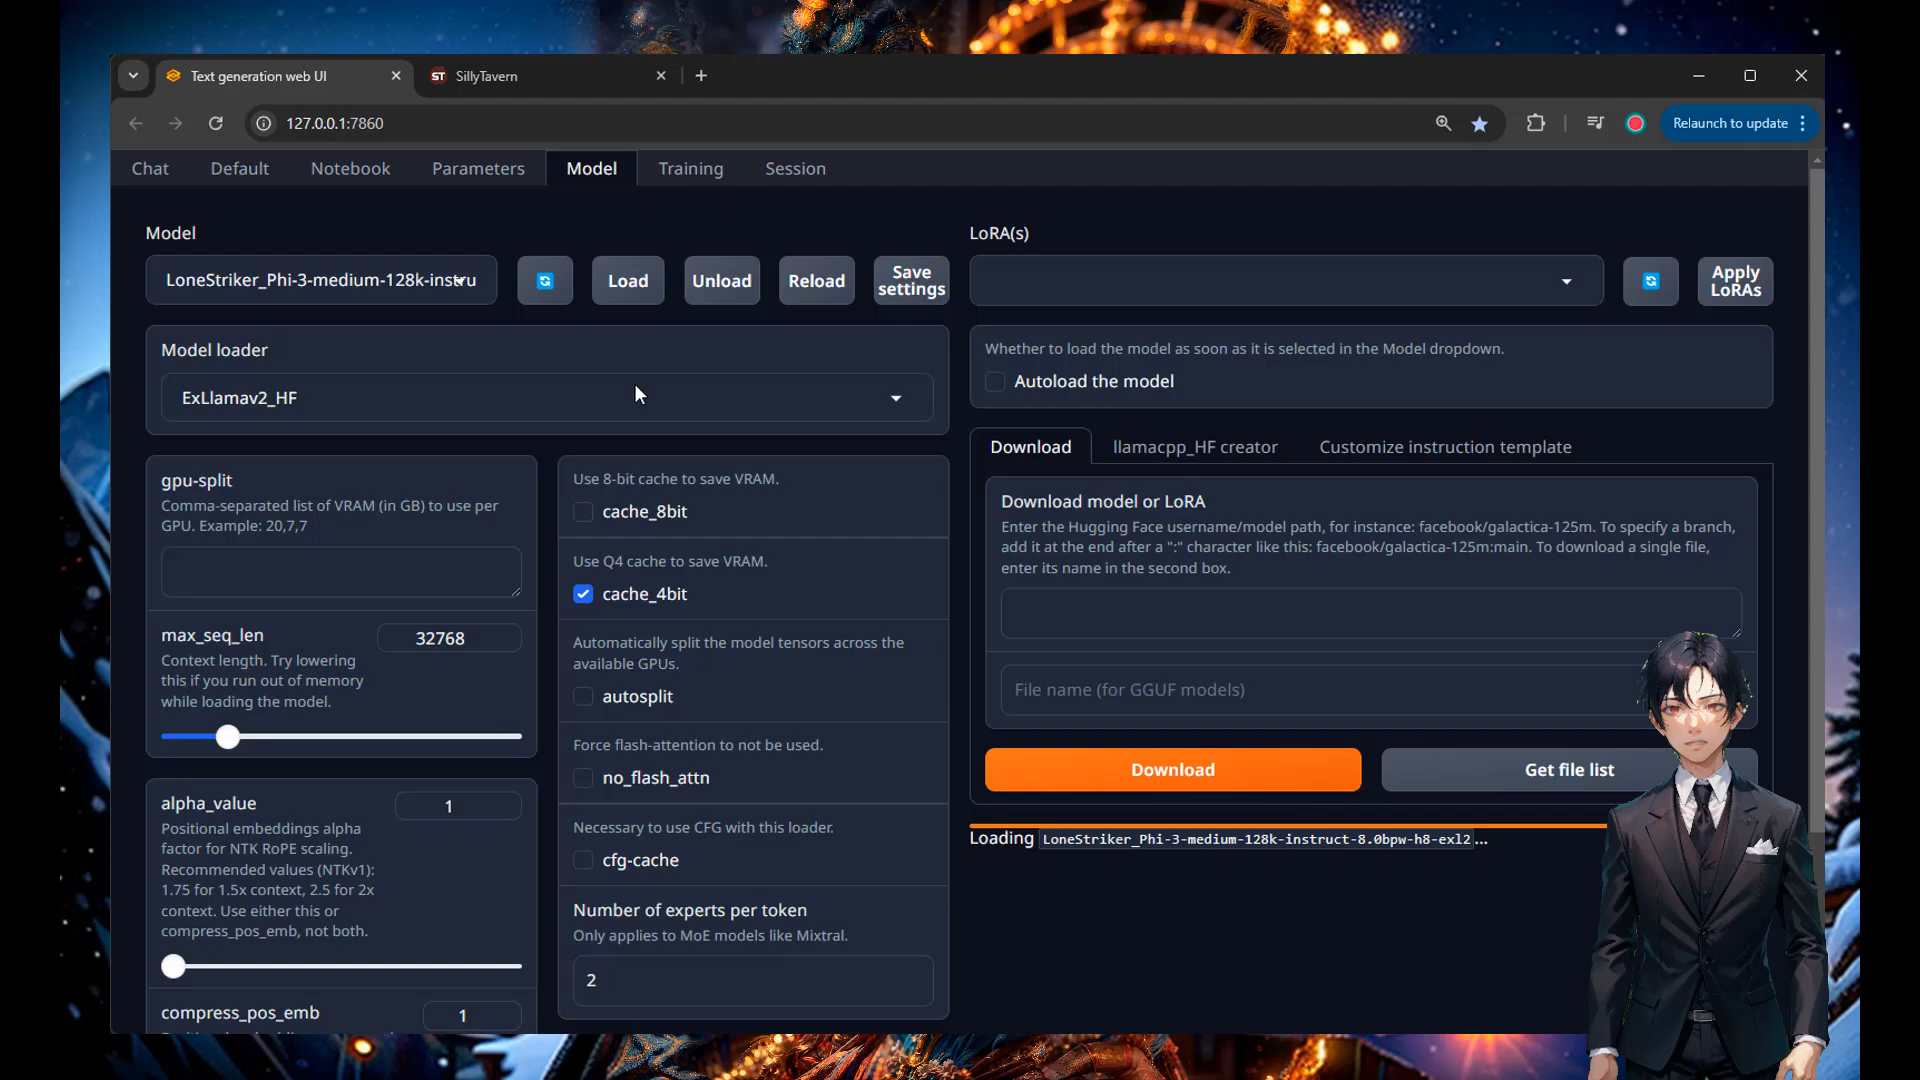 Text generation web UI
ST SillyTavern
127.0.0.1:7860
Relaunch to update
Chat Default Notebook Parameters Model Training Session
Model
LoneStriker_Phi-3-medium-128k-instru
Load
Unload
Reload
Save
settings
LoRA(s)
Apply
LoRAs
Model loader
ExLlamav2_HF
Whether to load the model as soon as it is selected in the Model dropdown.
Autoload the model
gpu-split
Comma-separated list of VRAM (in GB) to use per
GPU. Example: 20,7,7
max_seq_len
32768
Context length. Try lowering
this if you run out of memory
while loading the model.
alpha_value
1
Positional embeddings alpha
factor for NTK RoPE scaling.
Recommended values (NTKv1):
1.75 for 1.5x context, 2.5 for 2x
context. Use either this or
compress_pos_emb, not both.
compress_pos_emb
1
Use 8-bit cache to save VRAM.
cache_8bit
Use Q4 cache to save VRAM.
cache_4bit
Automatically split the model tensors across the
available GPUs.
autosplit
Force flash-attention to not be used.
no_flash_attn
Necessary to use CFG with this loader.
cfg-cache
Number of experts per token
Only applies to MoE models like Mixtral.
2
Download llamacpp_HF creator Customize instruction template
Download model or LoRA
Enter the Hugging Face username/model path, for instance: facebook/galactica-125m. To specify a branch,
add it at the end after a ":" character like this: facebook/galactica-125m:main. To download a single file,
enter its name in the second box.
File name (for GGUF models)
Download
Get file list
Loading LoneStriker_Phi-3-medium-128k-instruct-8.0bpw-h8-exl2...